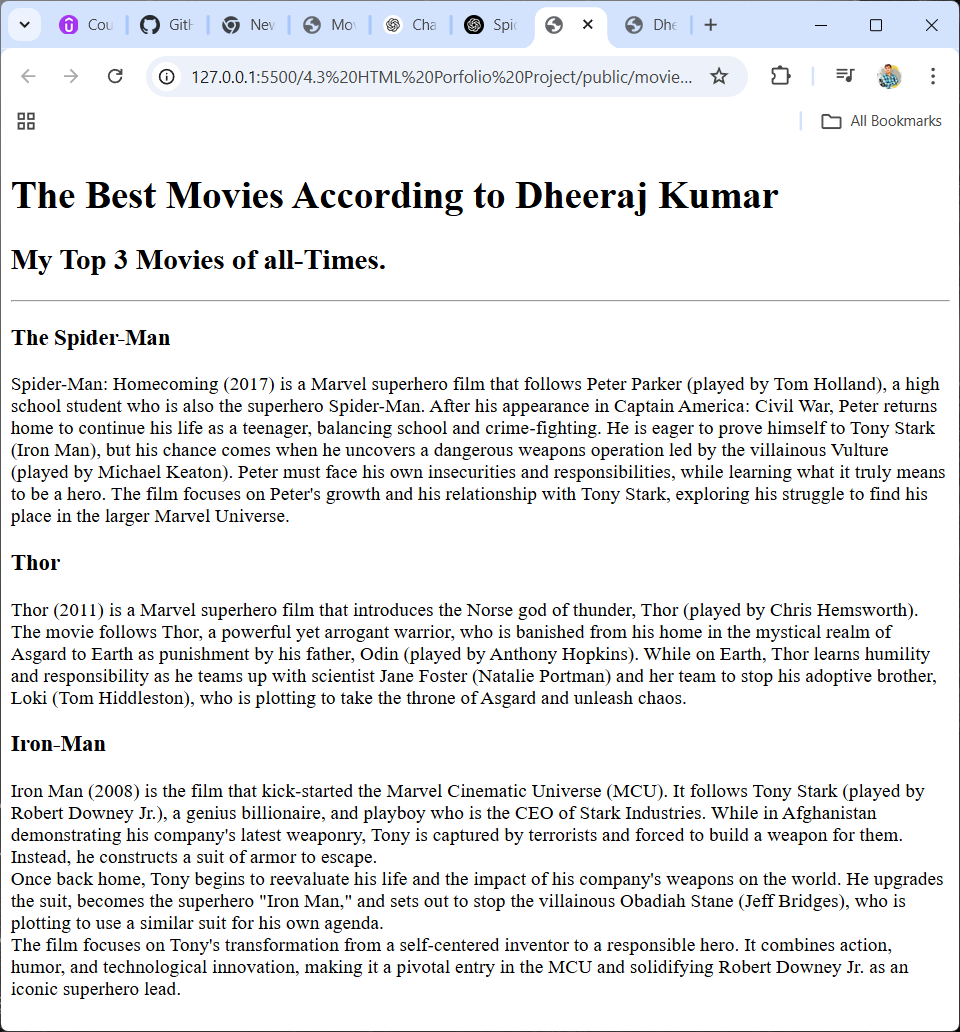 Cou
Git
Nev
Mov
Cha
Spid
Dhe
127.0.0.1:5500/4.3%20HTML%20Porfolio%20Project/public/movie...
All Bookmarks
The Best Movies According to Dheeraj Kumar
My Top 3 Movies of all-Times.
The Spider-Man
Spider-Man: Homecoming (2017) is a Marvel superhero film that follows Peter Parker (played by Tom Holland), a high
school student who is also the superhero Spider-Man. After his appearance in Captain America: Civil War, Peter returns
home to continue his life as a teenager, balancing school and crime-fighting. He is eager to prove himself to Tony Stark
(Iron Man), but his chance comes when he uncovers a dangerous weapons operation led by the villainous Vulture
(played by Michael Keaton). Peter must face his own insecurities and responsibilities, while learning what it truly means
to be a hero. The film focuses on Peter's growth and his relationship with Tony Stark, exploring his struggle to find his
place in the larger Marvel Universe.
Thor
Thor (2011) is a Marvel superhero film that introduces the Norse god of thunder, Thor (played by Chris Hemsworth).
The movie follows Thor, a powerful yet arrogant warrior, who is banished from his home in the mystical realm of
Asgard to Earth as punishment by his father, Odin (played by Anthony Hopkins). While on Earth, Thor learns humility
and responsibility as he teams up with scientist Jane Foster (Natalie Portman) and her team to stop his adoptive brother,
Loki (Tom Hiddleston), who is plotting to take the throne of Asgard and unleash chaos.
Iron-Man
Iron Man (2008) is the film that kick-started the Marvel Cinematic Universe (MCU). It follows Tony Stark (played by
Robert Downey Jr.), a genius billionaire, and playboy who is the CEO of Stark Industries. While in Afghanistan
demonstrating his company's latest weaponry, Tony is captured by terrorists and forced to build a weapon for them.
Instead, he constructs a suit of armor to escape.
Once back home, Tony begins to reevaluate his life and the impact of his company's weapons on the world. He upgrades
the suit, becomes the superhero "Iron Man," and sets out to stop the villainous Obadiah Stane (Jeff Bridges), who is
plotting to use a similar suit for his own agenda.
The film focuses on Tony's transformation from a self-centered inventor to a responsible hero. It combines action,
humor, and technological innovation, making it a pivotal entry in the MCU and solidifying Robert Downey Jr. as an
iconic superhero lead.